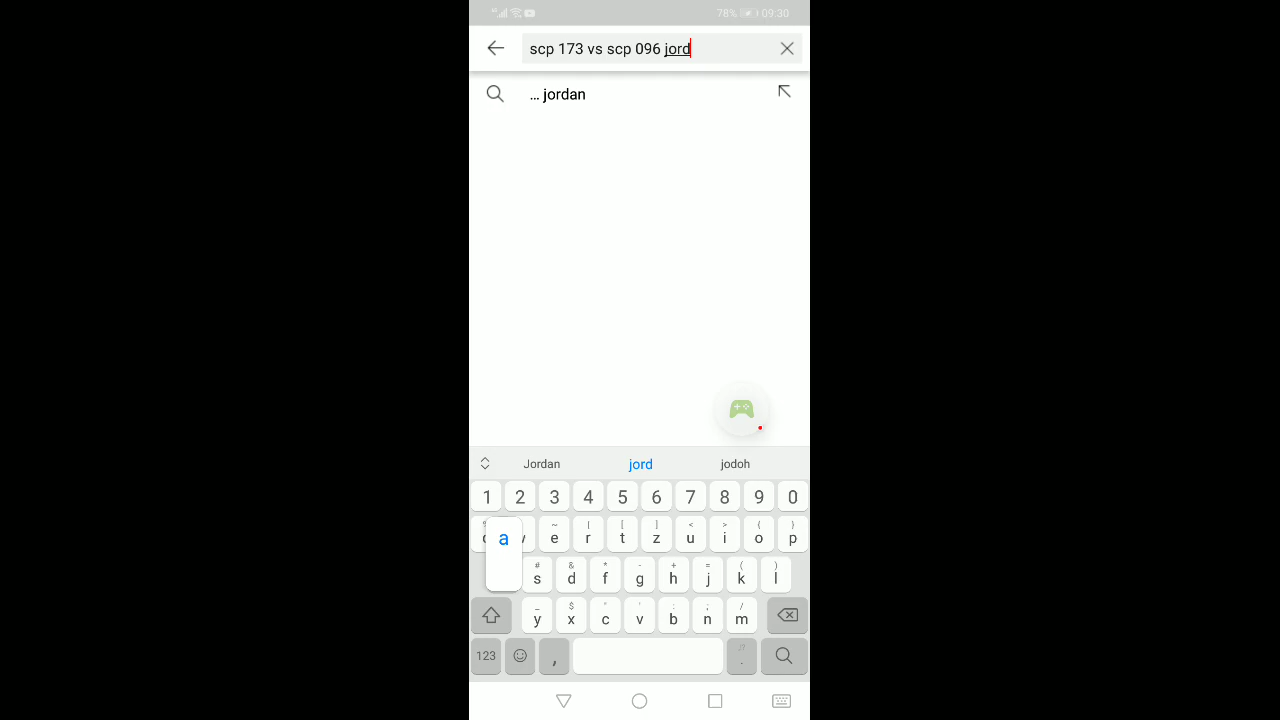 78% 09:30
scp 173 vs scp 096 jord
... jordan
Jordan jord jodoh
1 2 3 4 5 6 7 8 9 0
~ [ [ ] < > { }
a e r t z u i o p
# & * - + = ( )
s d f g h j k l
_ $ " ' : ; /
y x c v b n m
123 , !? .